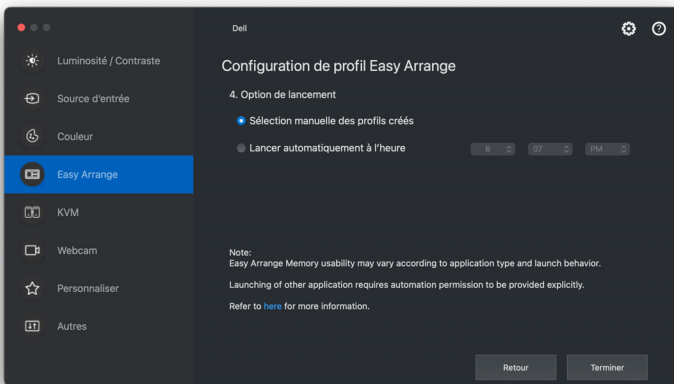 Dell
Luminosité / Contraste
Source d'entrée
Couleur
Easy Arrange
KVM
Webcam
Personnaliser
Autres
Configuration de profil Easy Arrange
4. Option de lancement
Sélection manuelle des profils créés
Lancer automatiquement à l'heure 6 07 PM
Note:
Easy Arrange Memory usability may vary according to application type and launch behavior.
Launching of other application requires automation permission to be provided explicitly.
Refer to here for more information.
Retour Terminer